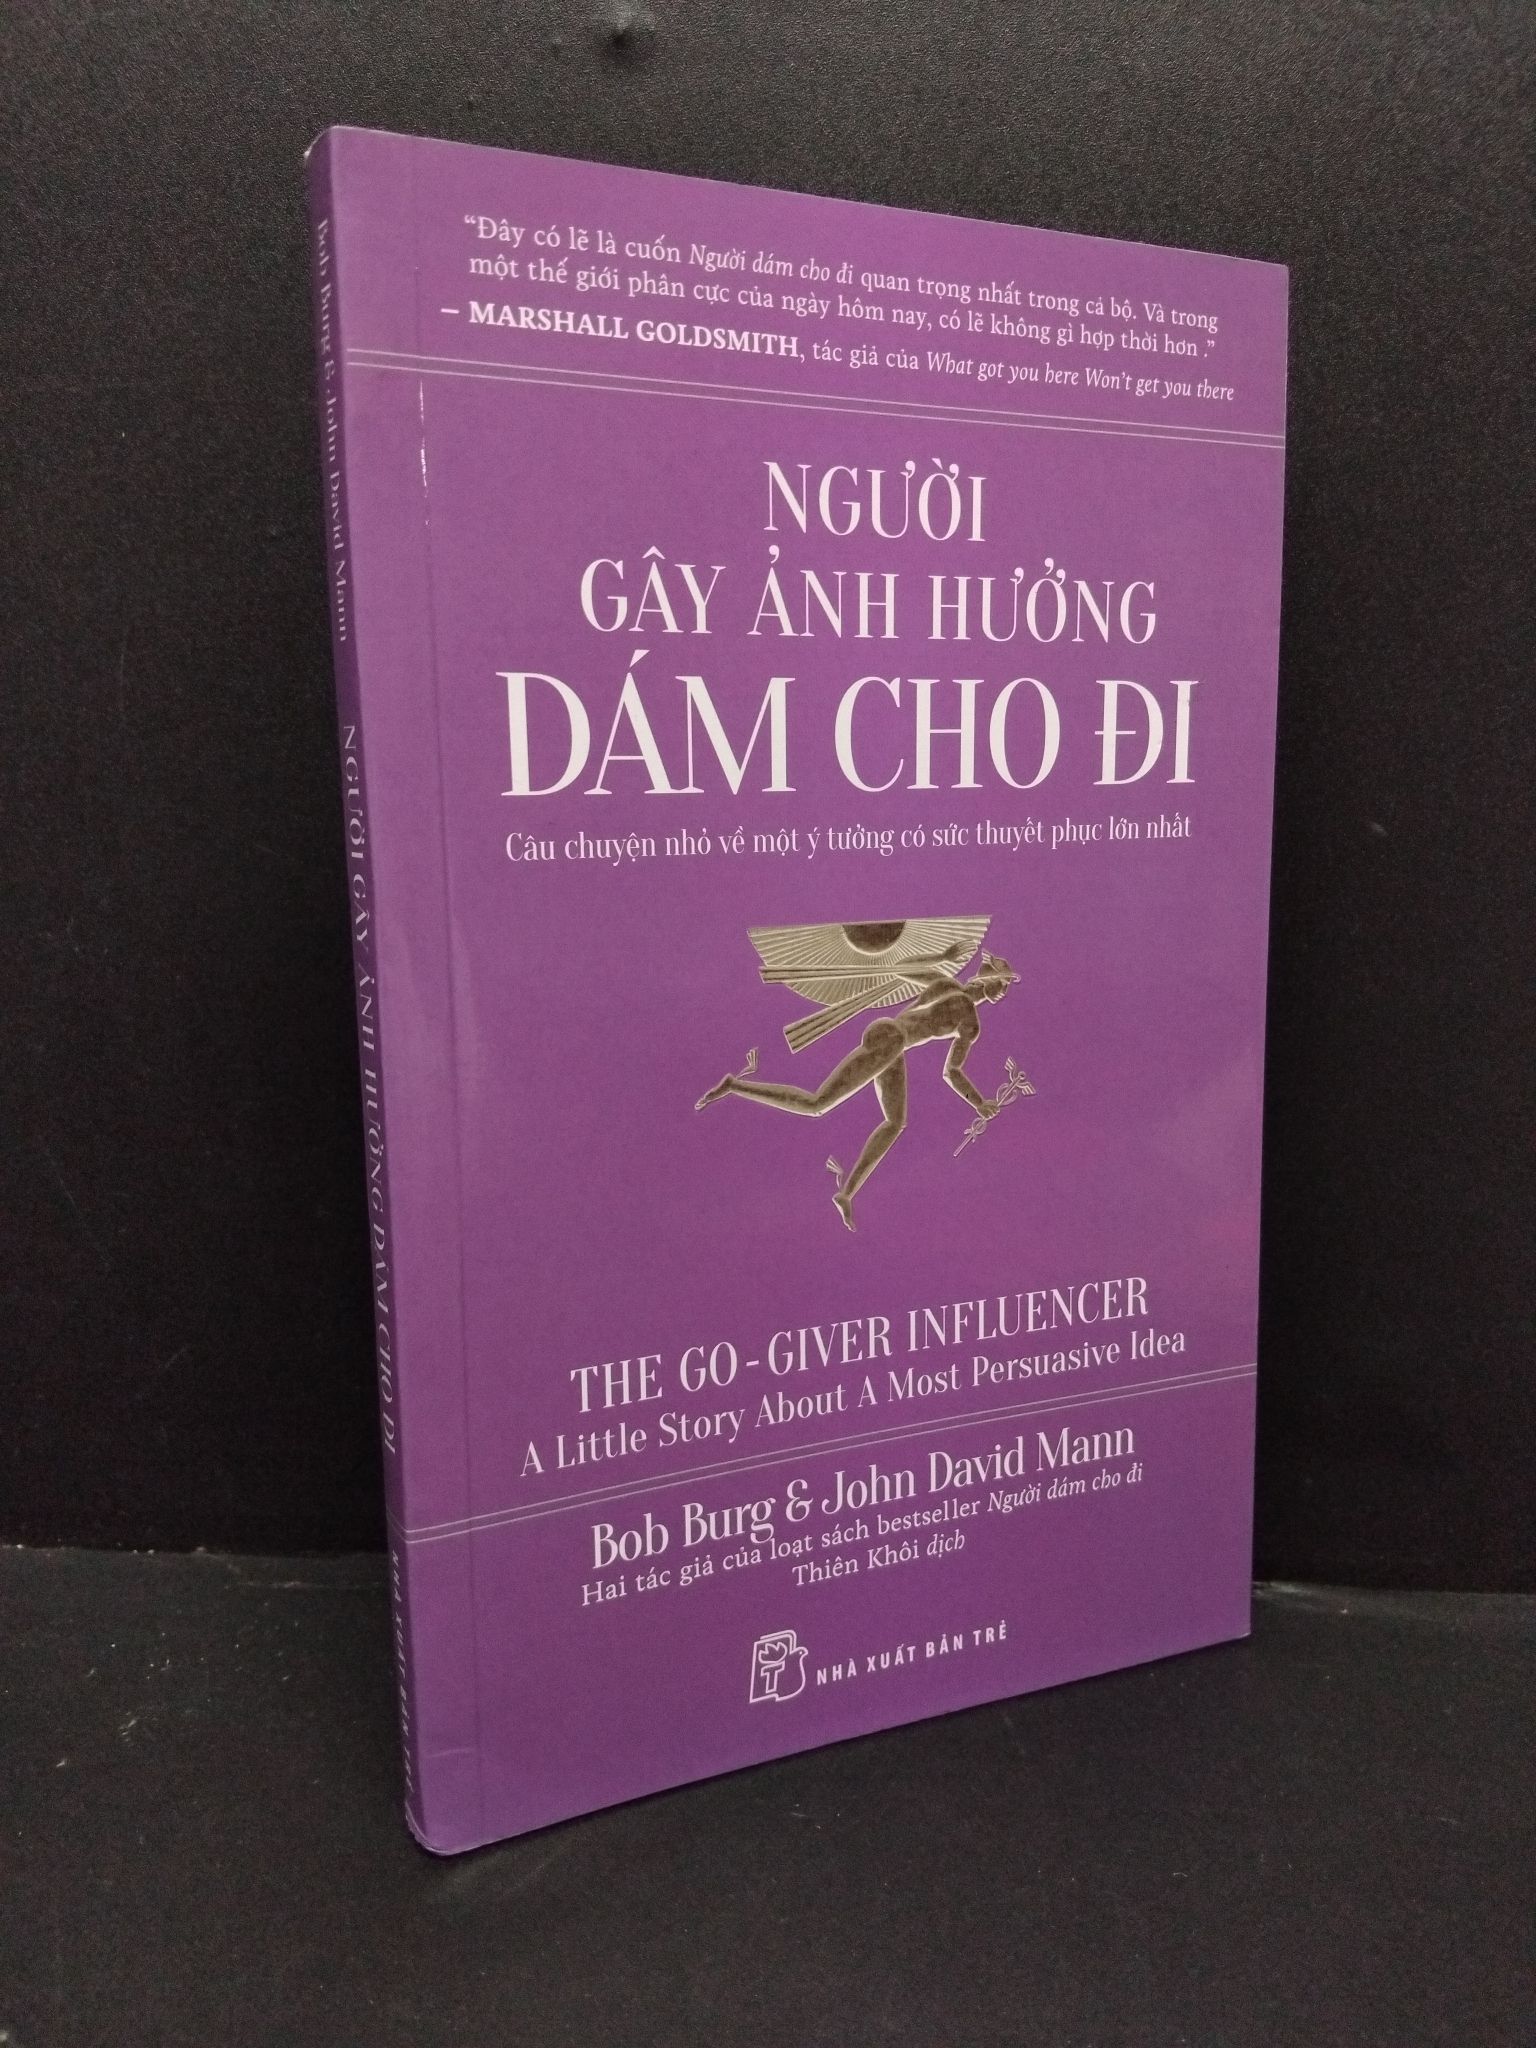 “Đây có lẽ là cuốn Người dám cho đi quan trọng nhất trong cả bộ. Và trong
một thế giới phân cực của ngày hôm nay, có lẽ không gì hợp thời hơn .”
– MARSHALL GOLDSMITH, tác giả của What got you here Won't get you there
NGƯỜI
GÂY ẢNH HƯỞNG
DÁM CHO ĐI
Câu chuyện nhỏ về một ý tưởng có sức thuyết phục lớn nhất
THE GO-GIVER INFLUENCER
A Little Story About A Most Persuasive Idea
Bob Burg & John David Mann
Hai tác giả của loạt sách bestseller Người dám cho đi
Thiên Khôi dịch
T
NHÀ XUẤT BẢN TRẺ
Bob Burg & John David Mann
NGƯỜI GÂY ẢNH HƯỞNG DÁM CHO ĐI
NHÀ XUẤT BẢN TRẺ